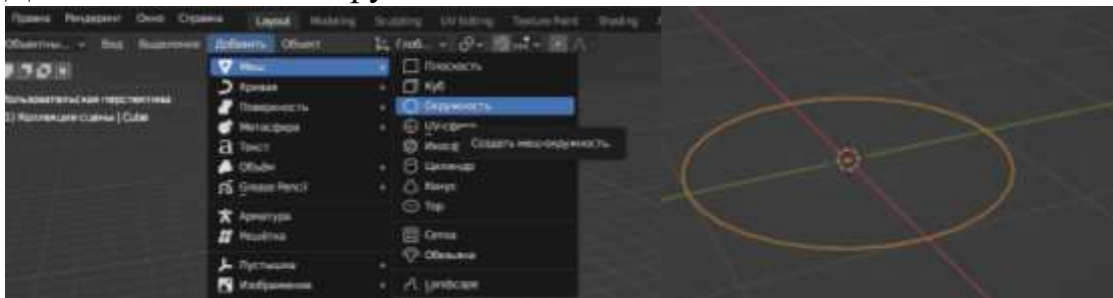 Правка Рендеринг Окно Справка Layout Modeling Sculpting UV Editing Texture Paint Shading
Объектны... Вид Выделение Добавить Объект Глоб...
Пользовательская перспектива
(1) Коллекция сцены | Cube
Меш
Кривая
Поверхность
Метасфера
Текст
Объём
Grease Pencil
Арматура
Решётка
Пустышка
Изображение
Плоскость
Куб
Окружность
UV-сфера
Создать меш-окружность.
Цилиндр
Конус
Тор
Сетка
Обезьяна
Landscape